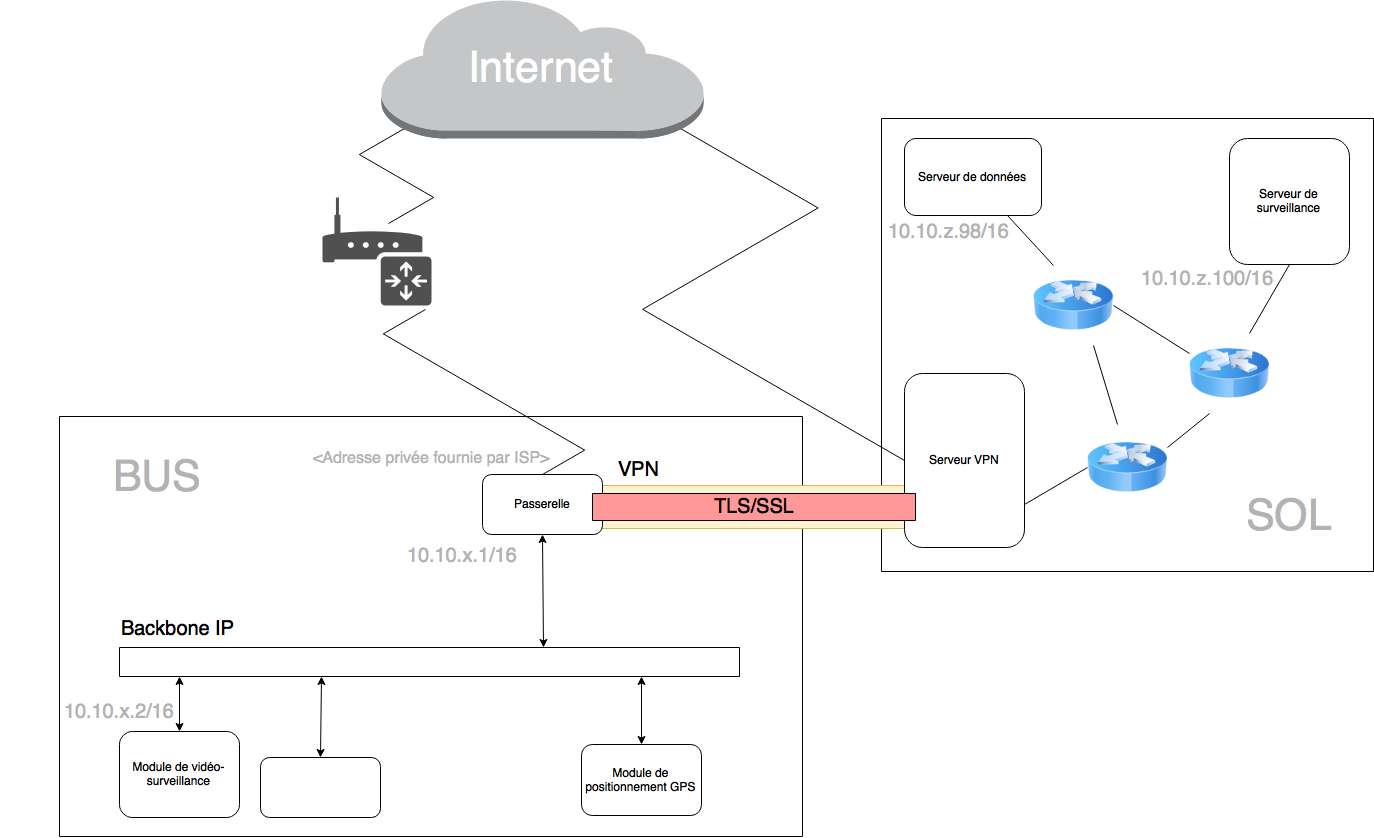 Internet
Serveur de données
10.10.z.98/16
Serveur de
surveillance
10.10.z.100/16
Serveur VPN
SOL
BUS
<Adresse privée fournie par ISP>
VPN
Passerelle
TLS/SSL
10.10.x.1/16
Backbone IP
10.10.x.2/16
Module de vidéo-
surveillance
Module de
positionnement GPS